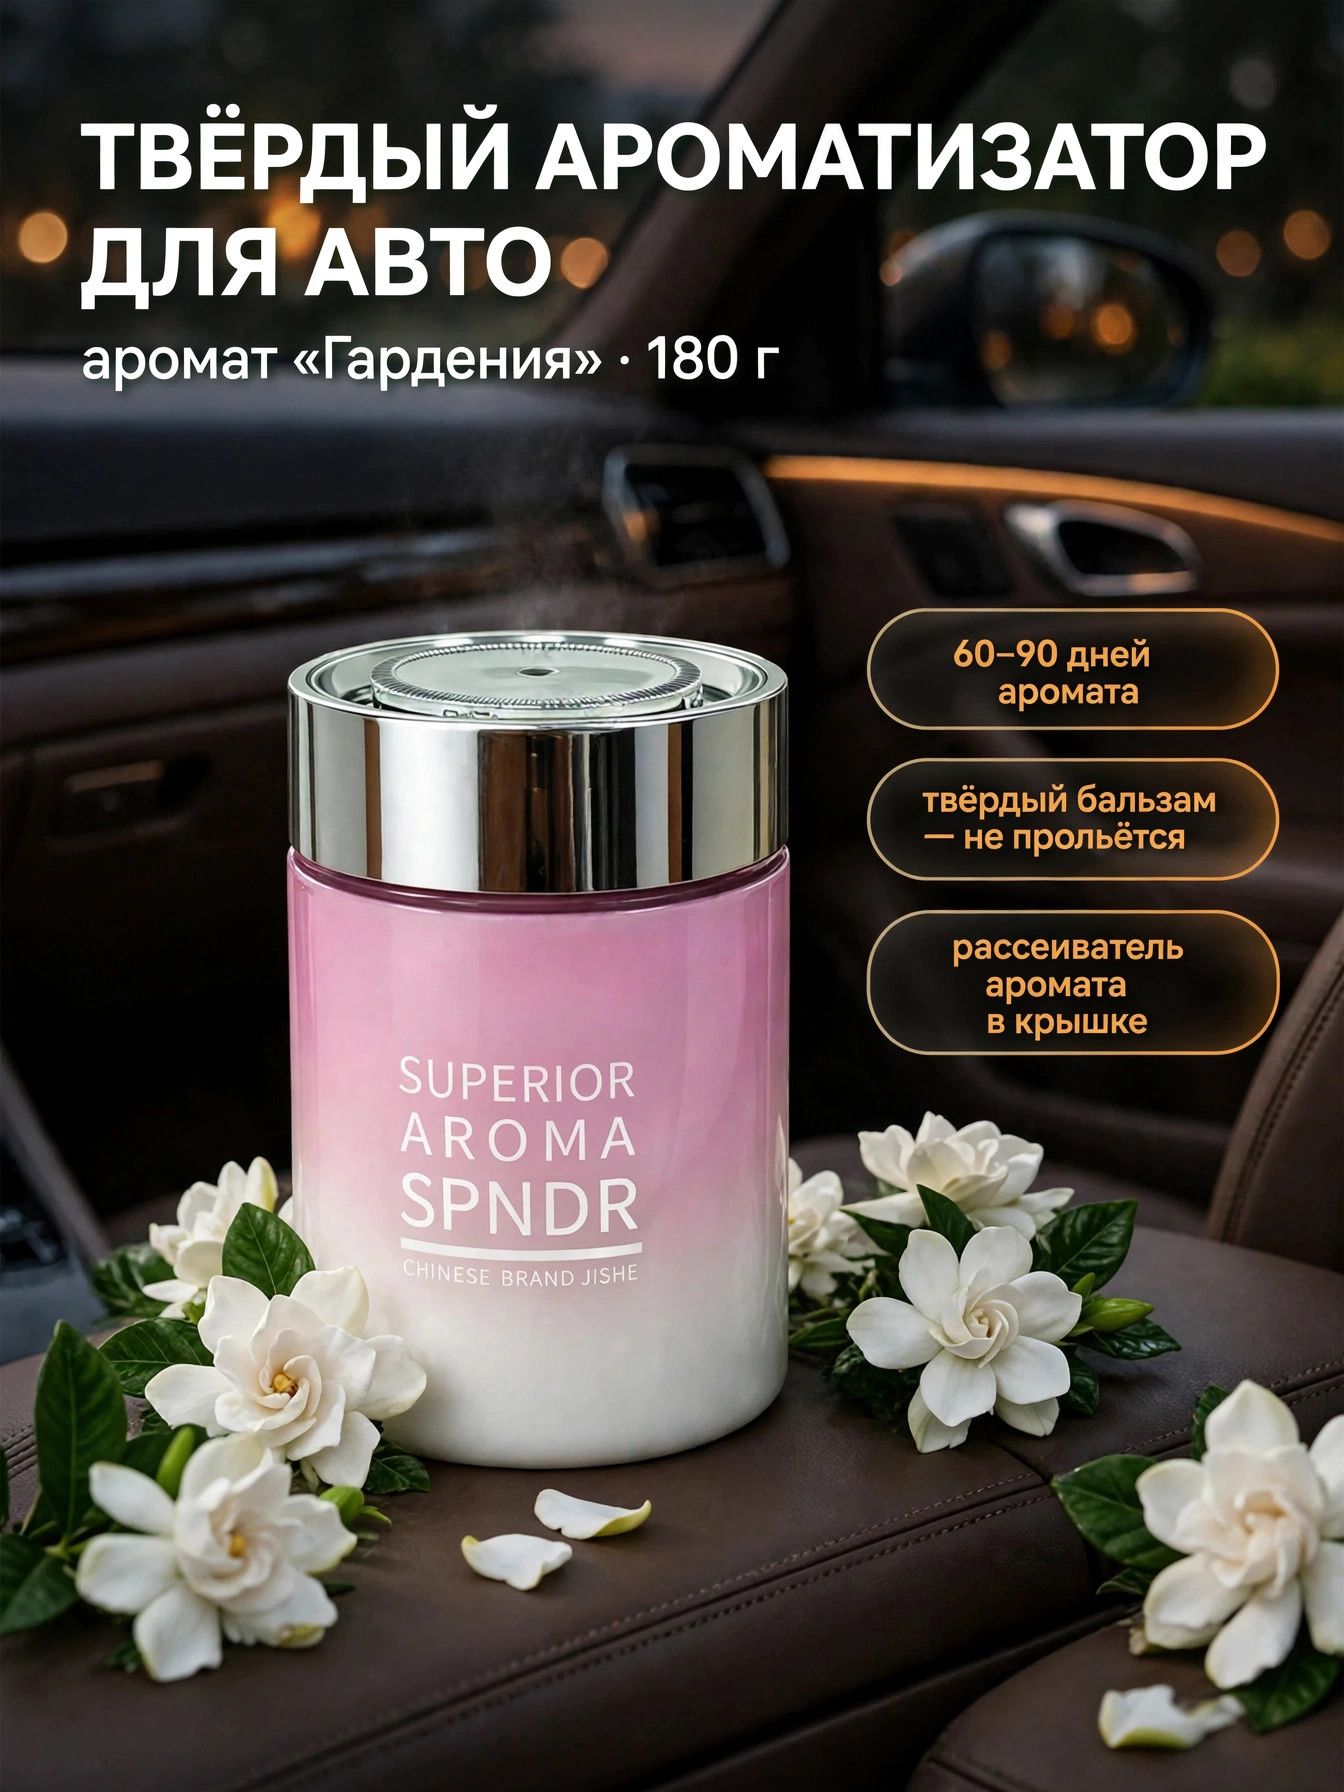 ТВЁРДЫЙ АРОМАТИЗАТОР
ДЛЯ АВТО
аромат «Гардения» · 180 г
60–90 дней
аромата
твёрдый бальзам
— не прольётся
рассеиватель
аромата
в крышке
SUPERIOR
AROMA
SPNDR
CHINESE BRAND JISHE